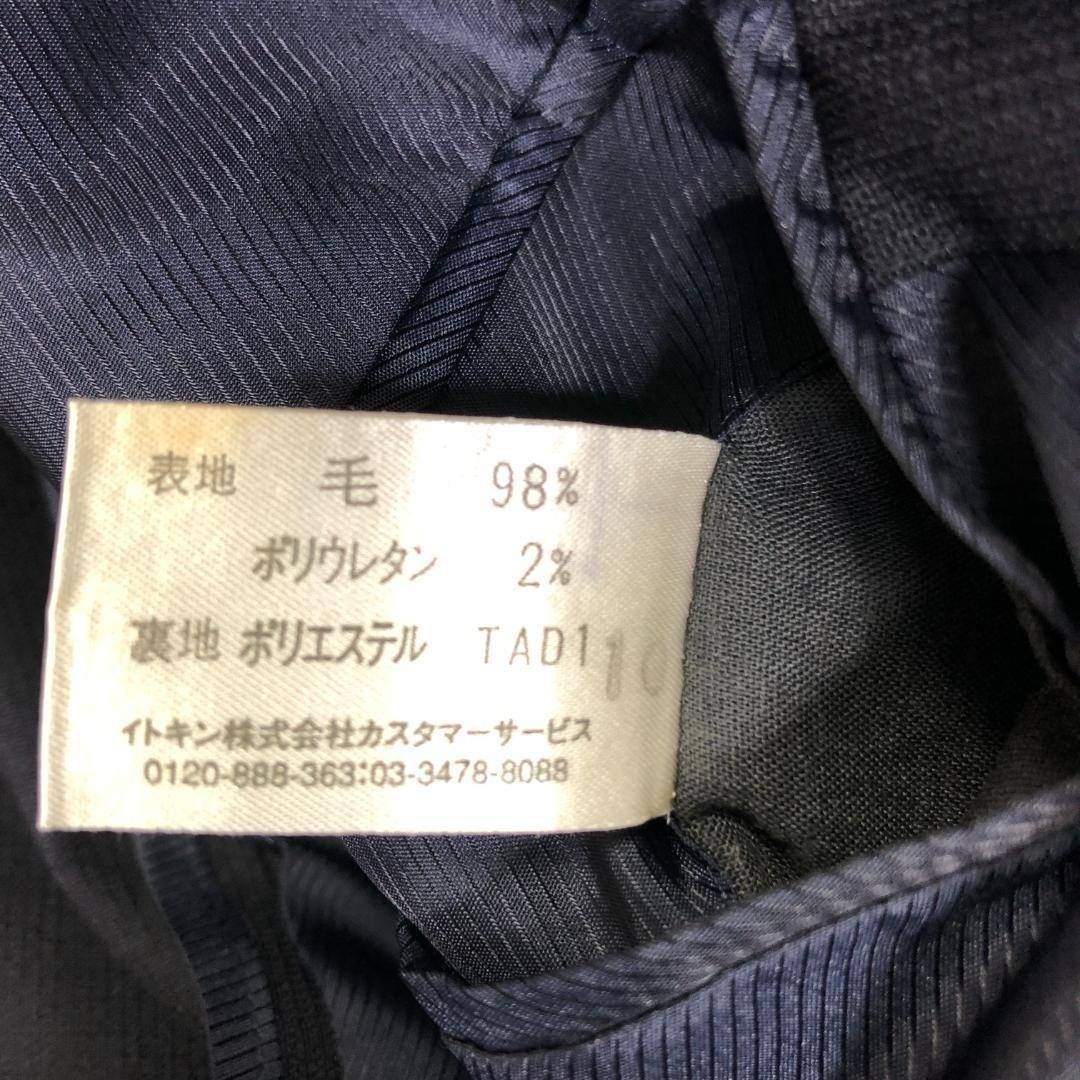 表地 毛 98%
ポリウレタン 2%
裏地 ポリエステル TAD1
イトキン株式会社カスタマーサービス
0120-888-363:03-3478-8088